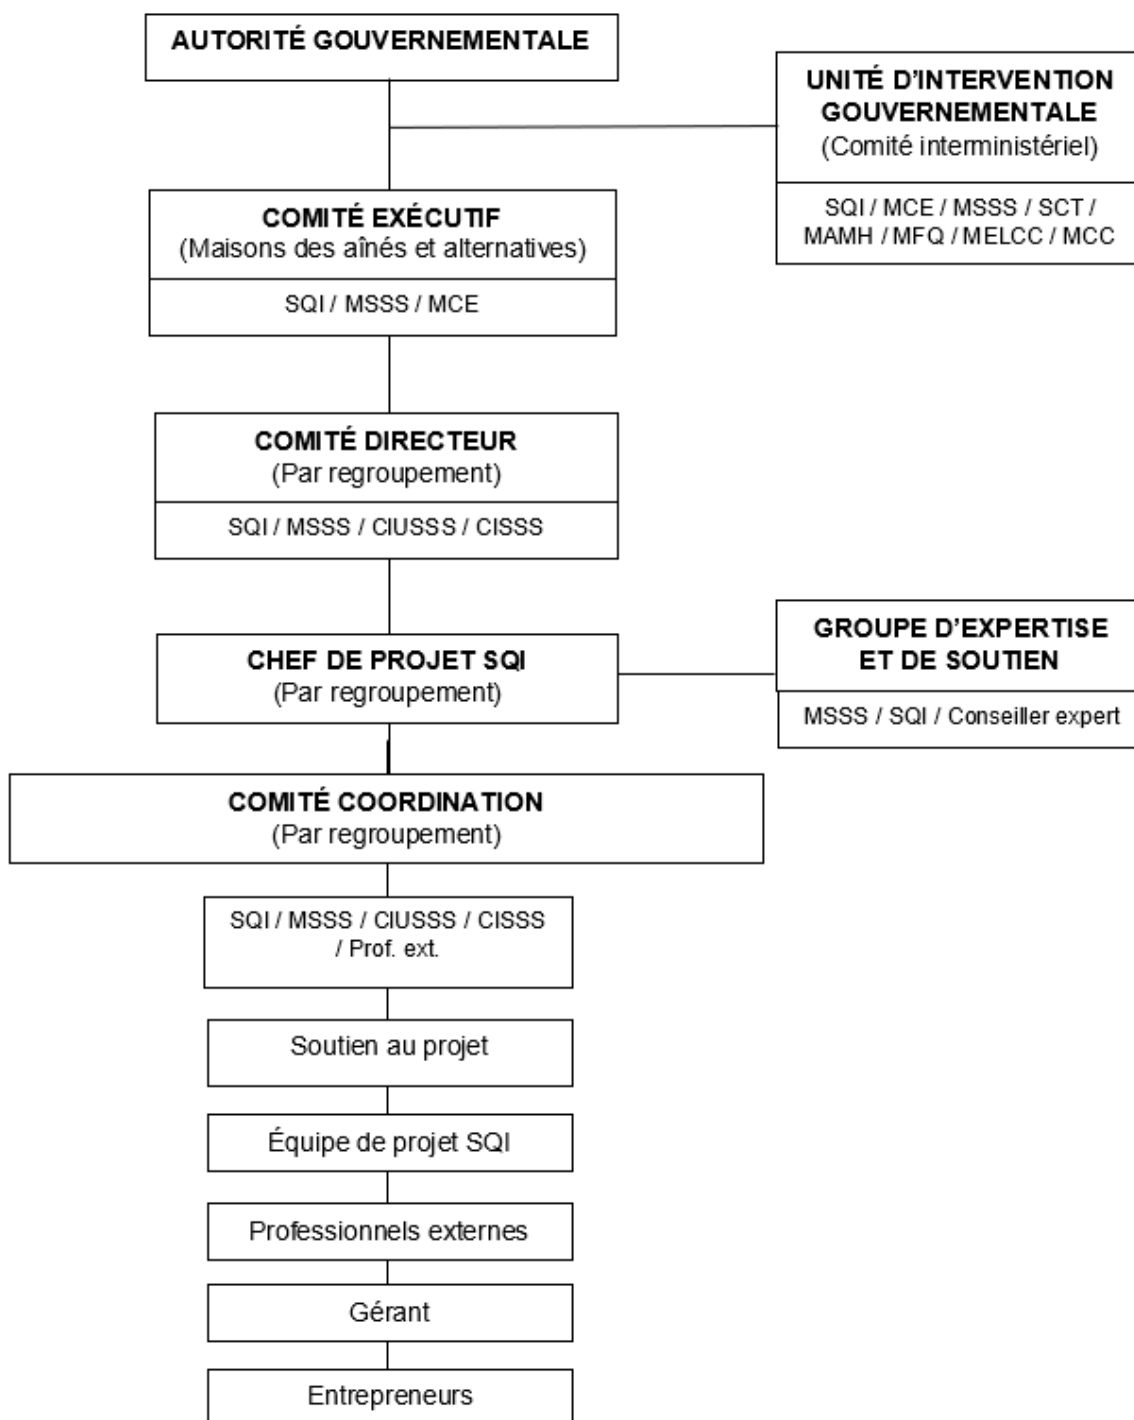 AUTORITÉ GOUVERNEMENTALE
UNITÉ D'INTERVENTION
GOUVERNEMENTALE
(Comité interministériel)
SQI / MCE / MSSS / SCT /
MAMH / MFQ / MELCC / MCC
COMITÉ EXÉCUTIF
(Maisons des aînés et alternatives)
SQI / MSSS / MCE
COMITÉ DIRECTEUR
(Par regroupement)
SQI / MSSS / CIUSSS / CISSS
CHEF DE PROJET SQI
(Par regroupement)
GROUPE D'EXPERTISE
ET DE SOUTIEN
MSSS / SQI / Conseiller expert
COMITÉ COORDINATION
(Par regroupement)
SQI / MSSS / CIUSSS / CISSS
/ Prof. ext.
Soutien au projet
Équipe de projet SQI
Professionnels externes
Gérant
Entrepreneurs